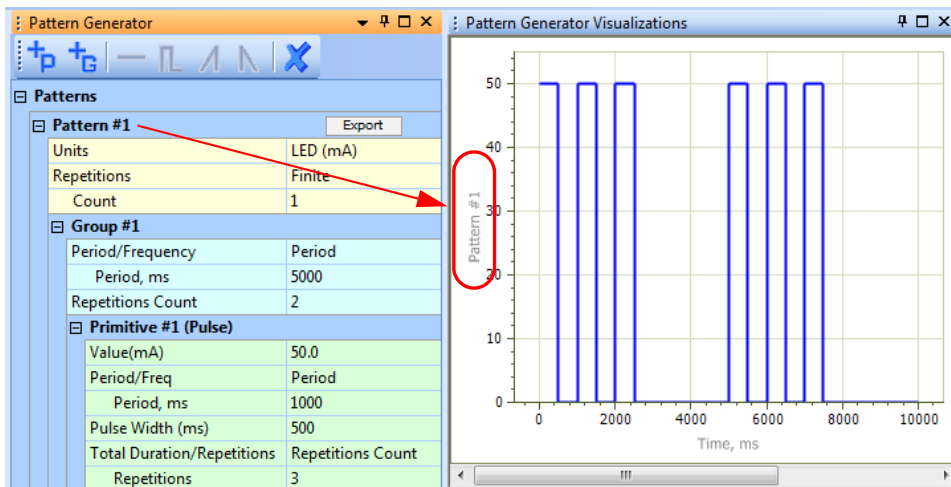 Pattern Generator
+P +G
Patterns
Pattern #1 Export
Units LED (mA)
Repetitions Finite
Count 1
Group #1
Period/Frequency Period
Period, ms 5000
Repetitions Count 2
Primitive #1 (Pulse)
Value(mA) 50.0
Period/Freq Period
Period, ms 1000
Pulse Width (ms) 500
Total Duration/Repetitions Repetitions Count
Repetitions 3
Pattern Generator Visualizations
50
40
30
20
10
0
Pattern #1
0 2000 4000 6000 8000 10000
Time, ms